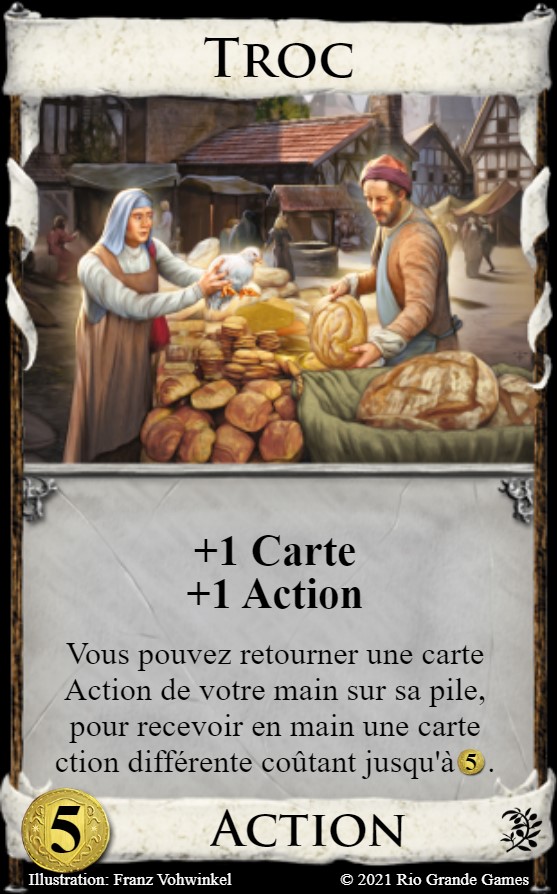 TROC
+1 Carte
+1 Action
Vous pouvez retourner une carte
Action de votre main sur sa pile,
pour recevoir en main une carte
ction différente coûtant jusqu'à 5.
5
ACTION
Illustration: Franz Vohwinkel © 2021 Rio Grande Games